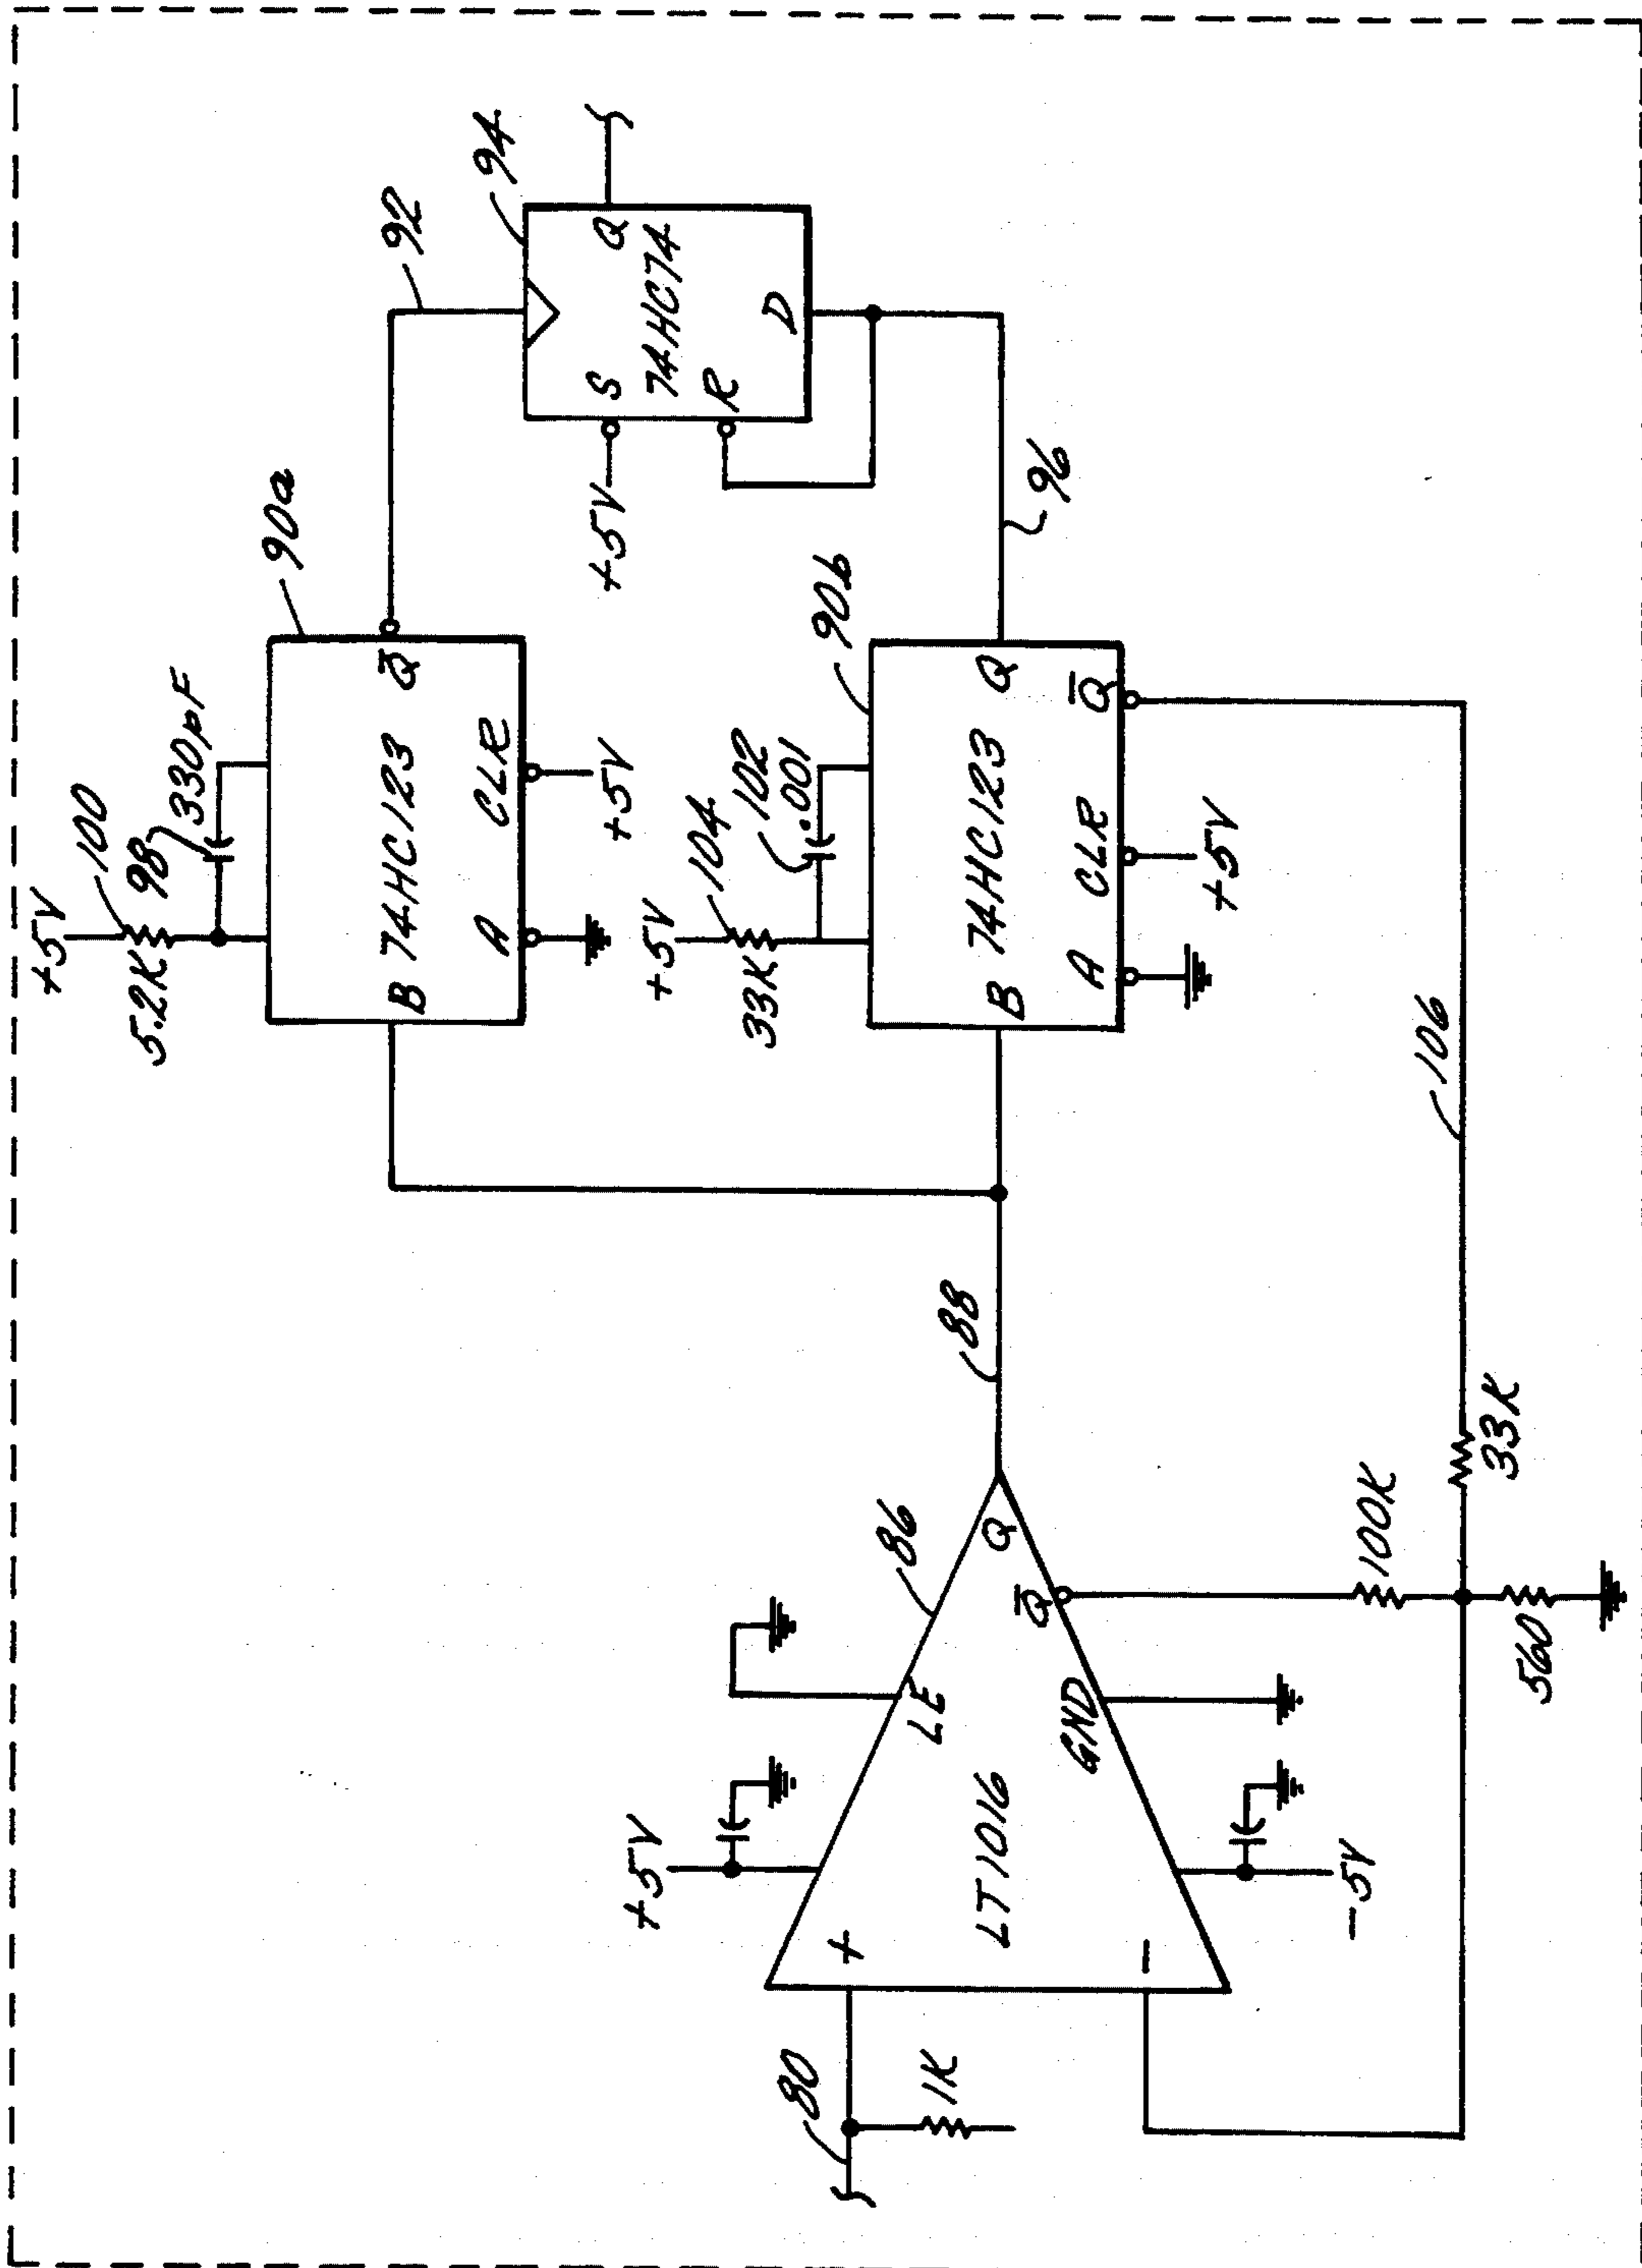 +5V
100
5.2K
98
330pF
90a
92
94
B
74HC123
Q̅
A
CLR
+5V
+5V
S
Q
74HC74
R
D
+5V
104
33K
102
.001
90b
B
74HC123
Q
A
CLR
Q̅
+5V
96
88
106
+5V
86
LE
Q
Q̅
80
+
LT1016
−
GND
1K
−5V
100K
33K
560